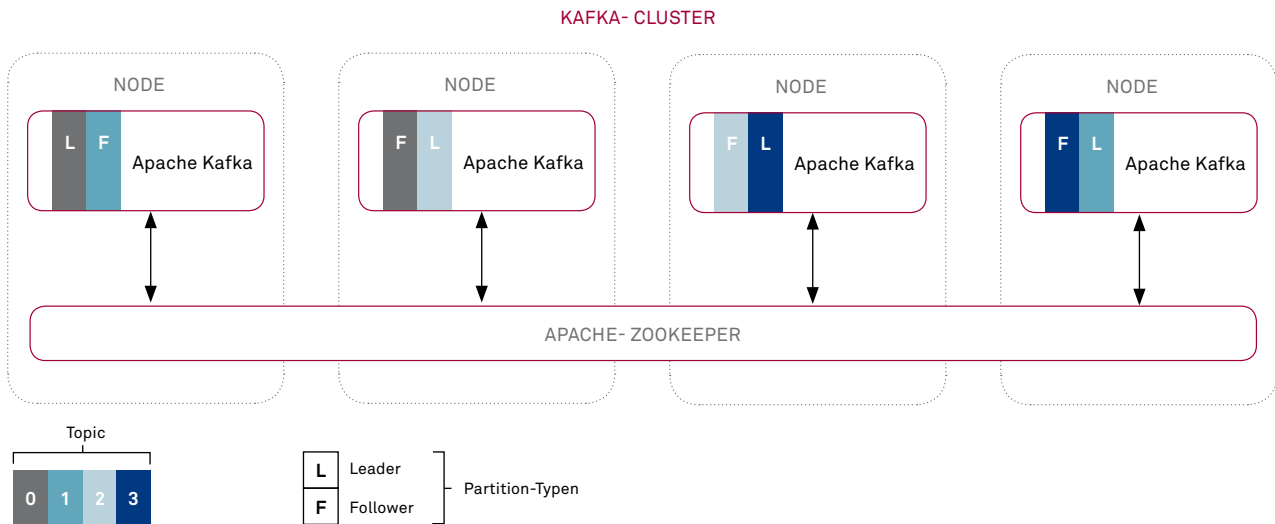 KAFKA- CLUSTER
NODE NODE NODE NODE
L F Apache Kafka F L Apache Kafka F L Apache Kafka F L Apache Kafka
APACHE- ZOOKEEPER
Topic
0 1 2 3
L Leader
F Follower
Partition-Typen